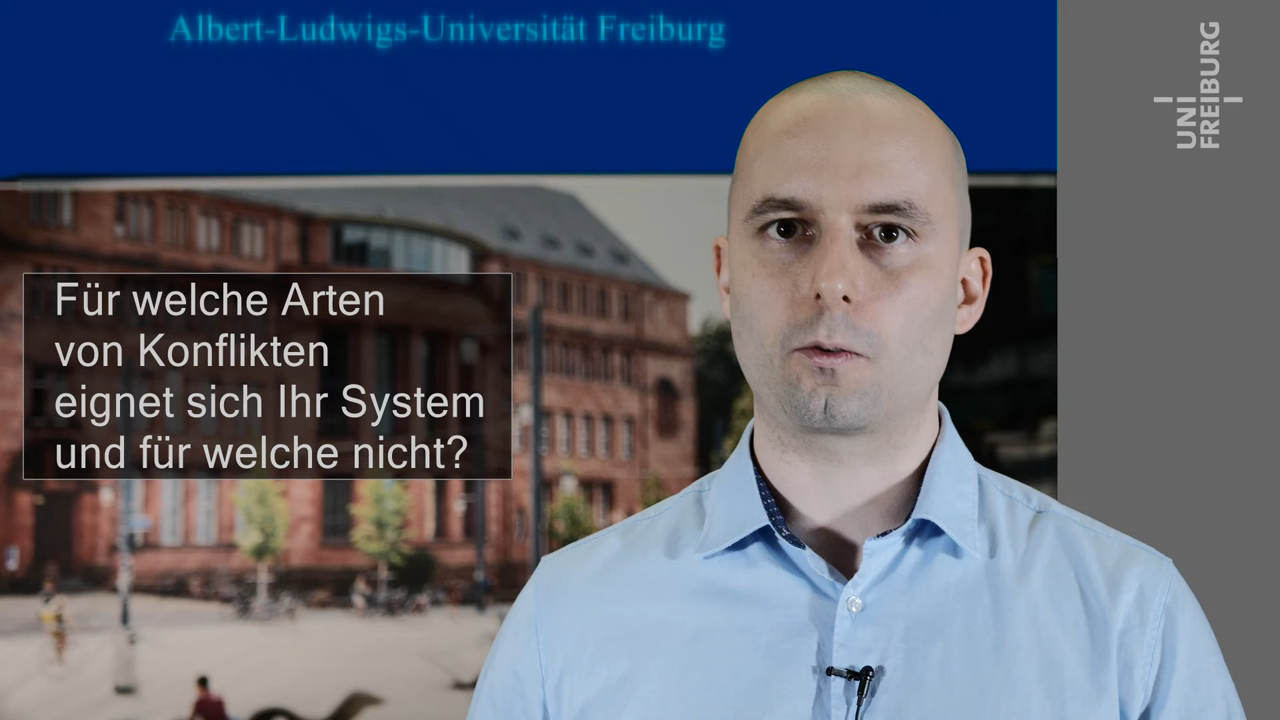 Albert-Ludwigs-Universität Freiburg
UNI
FREIBURG
Für welche Arten
von Konflikten
eignet sich Ihr System
und für welche nicht?